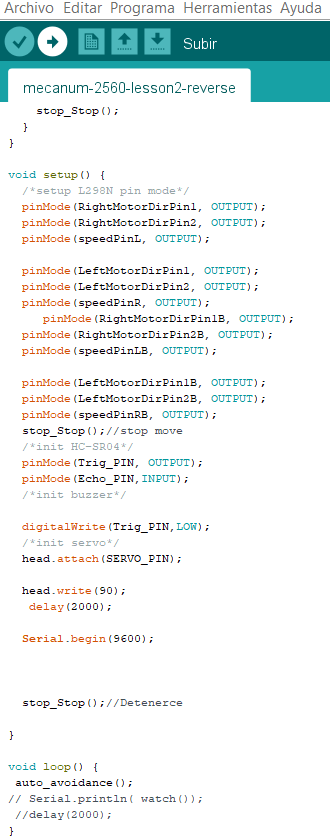 Archivo Editar Programa Herramientas Ayuda
Subir
mecanum-2560-lesson2-reverse
stop_Stop();
}
}
void setup() {
/*setup L298N pin mode*/
pinMode(RightMotorDirPin1, OUTPUT);
pinMode(RightMotorDirPin2, OUTPUT);
pinMode(speedPinL, OUTPUT);
pinMode(LeftMotorDirPin1, OUTPUT);
pinMode(LeftMotorDirPin2, OUTPUT);
pinMode(speedPinR, OUTPUT);
pinMode(RightMotorDirPin1B, OUTPUT);
pinMode(RightMotorDirPin2B, OUTPUT);
pinMode(speedPinLB, OUTPUT);
pinMode(LeftMotorDirPin1B, OUTPUT);
pinMode(LeftMotorDirPin2B, OUTPUT);
pinMode(speedPinRB, OUTPUT);
stop_Stop();//stop move
/*init HC-SR04*/
pinMode(Trig_PIN, OUTPUT);
pinMode(Echo_PIN,INPUT);
/*init buzzer*/
digitalWrite(Trig_PIN,LOW);
/*init servo*/
head.attach(SERVO_PIN);
head.write(90);
delay(2000);
Serial.begin(9600);
stop_Stop();//Detenerce
}
void loop() {
auto_avoidance();
// Serial.println( watch());
//delay(2000);
}